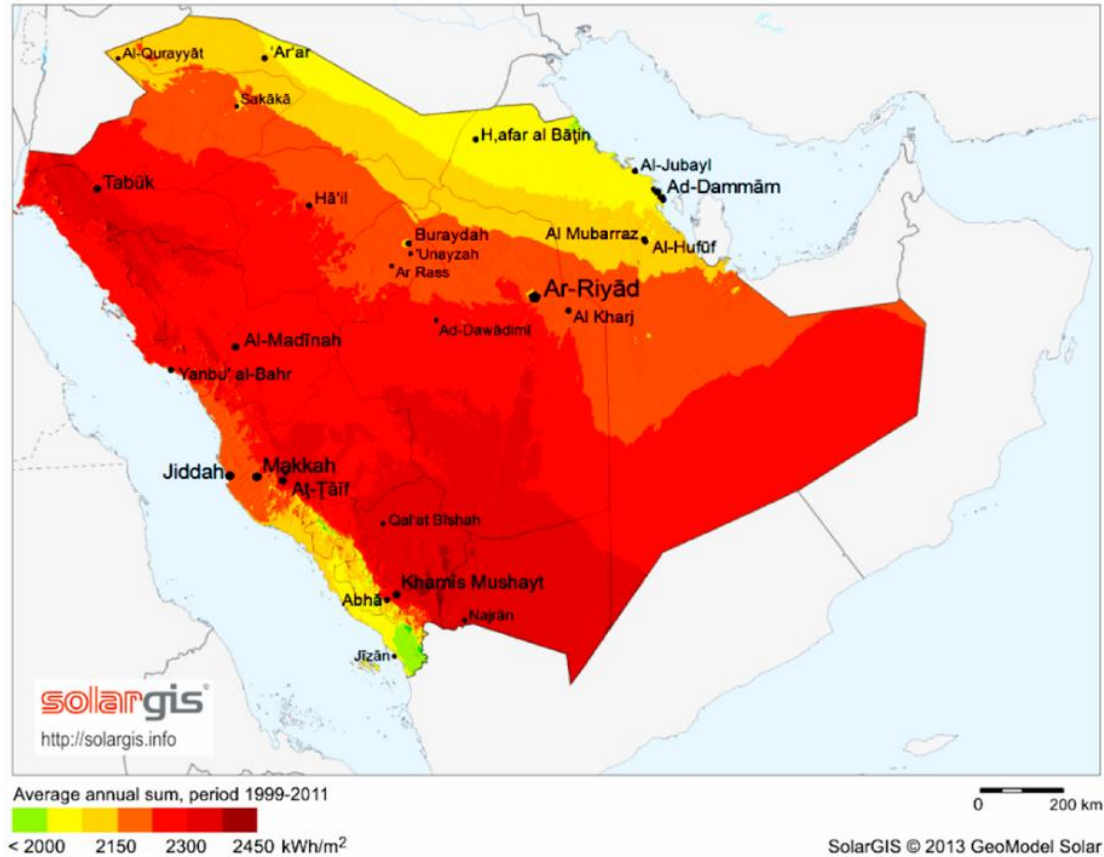 Al-Qurayyāt
'Ar'ar
Sakākā
H,afar al Bāţin
Al-Jubayl
Ad-Dammām
Tabūk
Hā'il
Buraydah
'Unayzah
Ar Rass
Al Mubarraz
Al-Hufūf
Ar-Riyād
Al Kharj
Ad-Dawādimī
Al-Madīnah
Yanbu' al-Bahr
Jiddah
Makkah
Aţ-Ţāīf
Qal'at Bīshah
Khamīs Mushayt
Abhā
Najrān
Jīzān
solargis
http://solargis.info
Average annual sum, period 1999-2011
0 200 km
< 2000 2150 2300 2450 kWh/m²
SolarGIS © 2013 GeoModel Solar